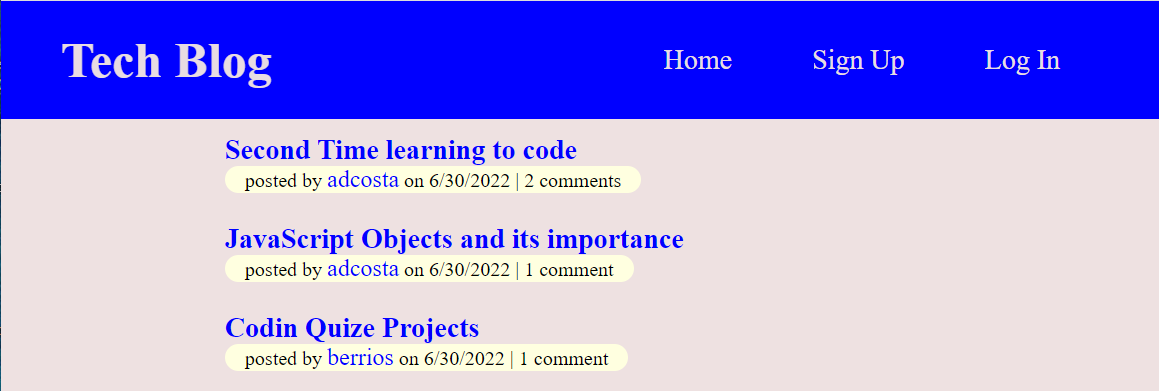 Tech Blog Home Sign Up Log In
Second Time learning to code
posted by adcosta on 6/30/2022 | 2 comments
JavaScript Objects and its importance
posted by adcosta on 6/30/2022 | 1 comment
Codin Quize Projects
posted by berrios on 6/30/2022 | 1 comment